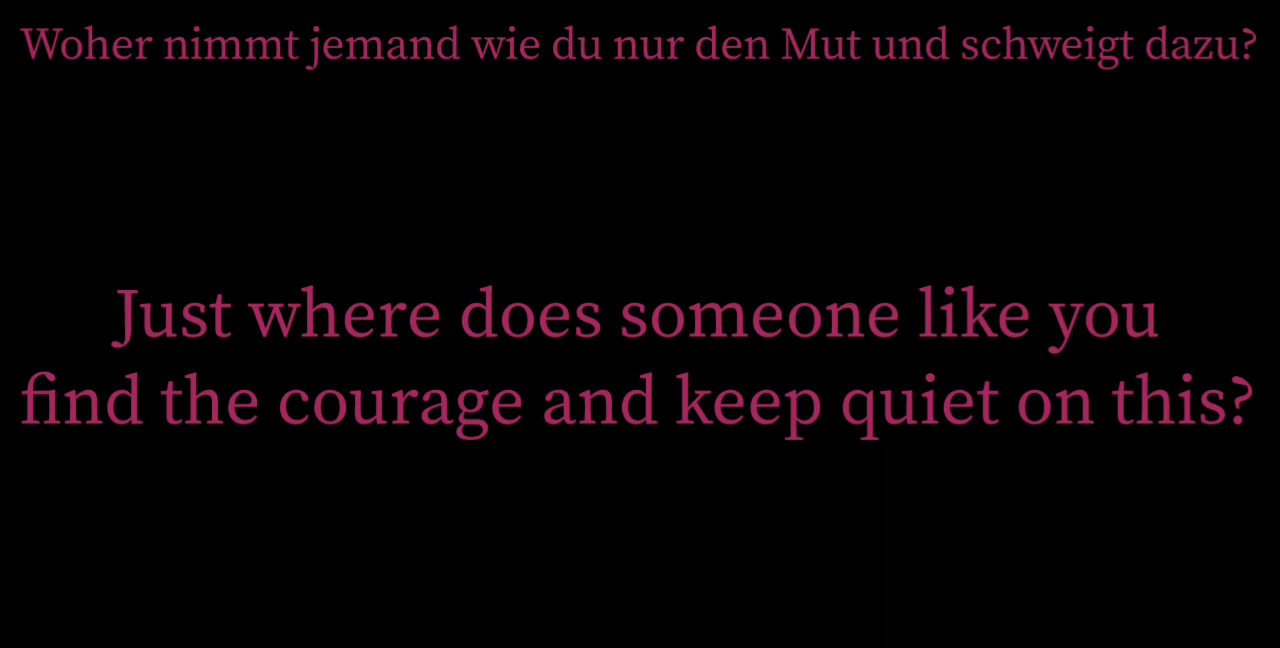 Woher nimmt jemand wie du nur den Mut und schweigt dazu?
Just where does someone like you
find the courage and keep quiet on this?